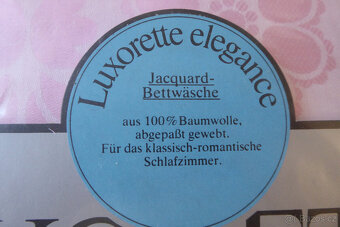 Luxorette elegance
Jacquard-
Bettwäsche
aus 100% Baumwolle,
abgepaßt gewebt.
Für das klassisch-romantische
Schlafzimmer.